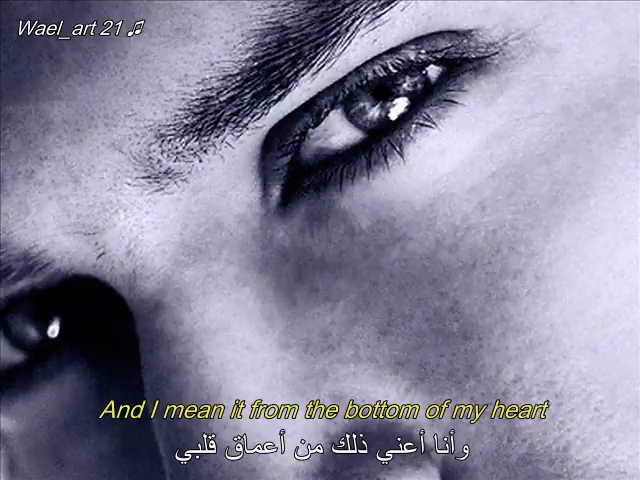 Wael_art 21 ♫
And I mean it from the bottom of my heart
وأنا أعني ذلك من أعماق قلبي